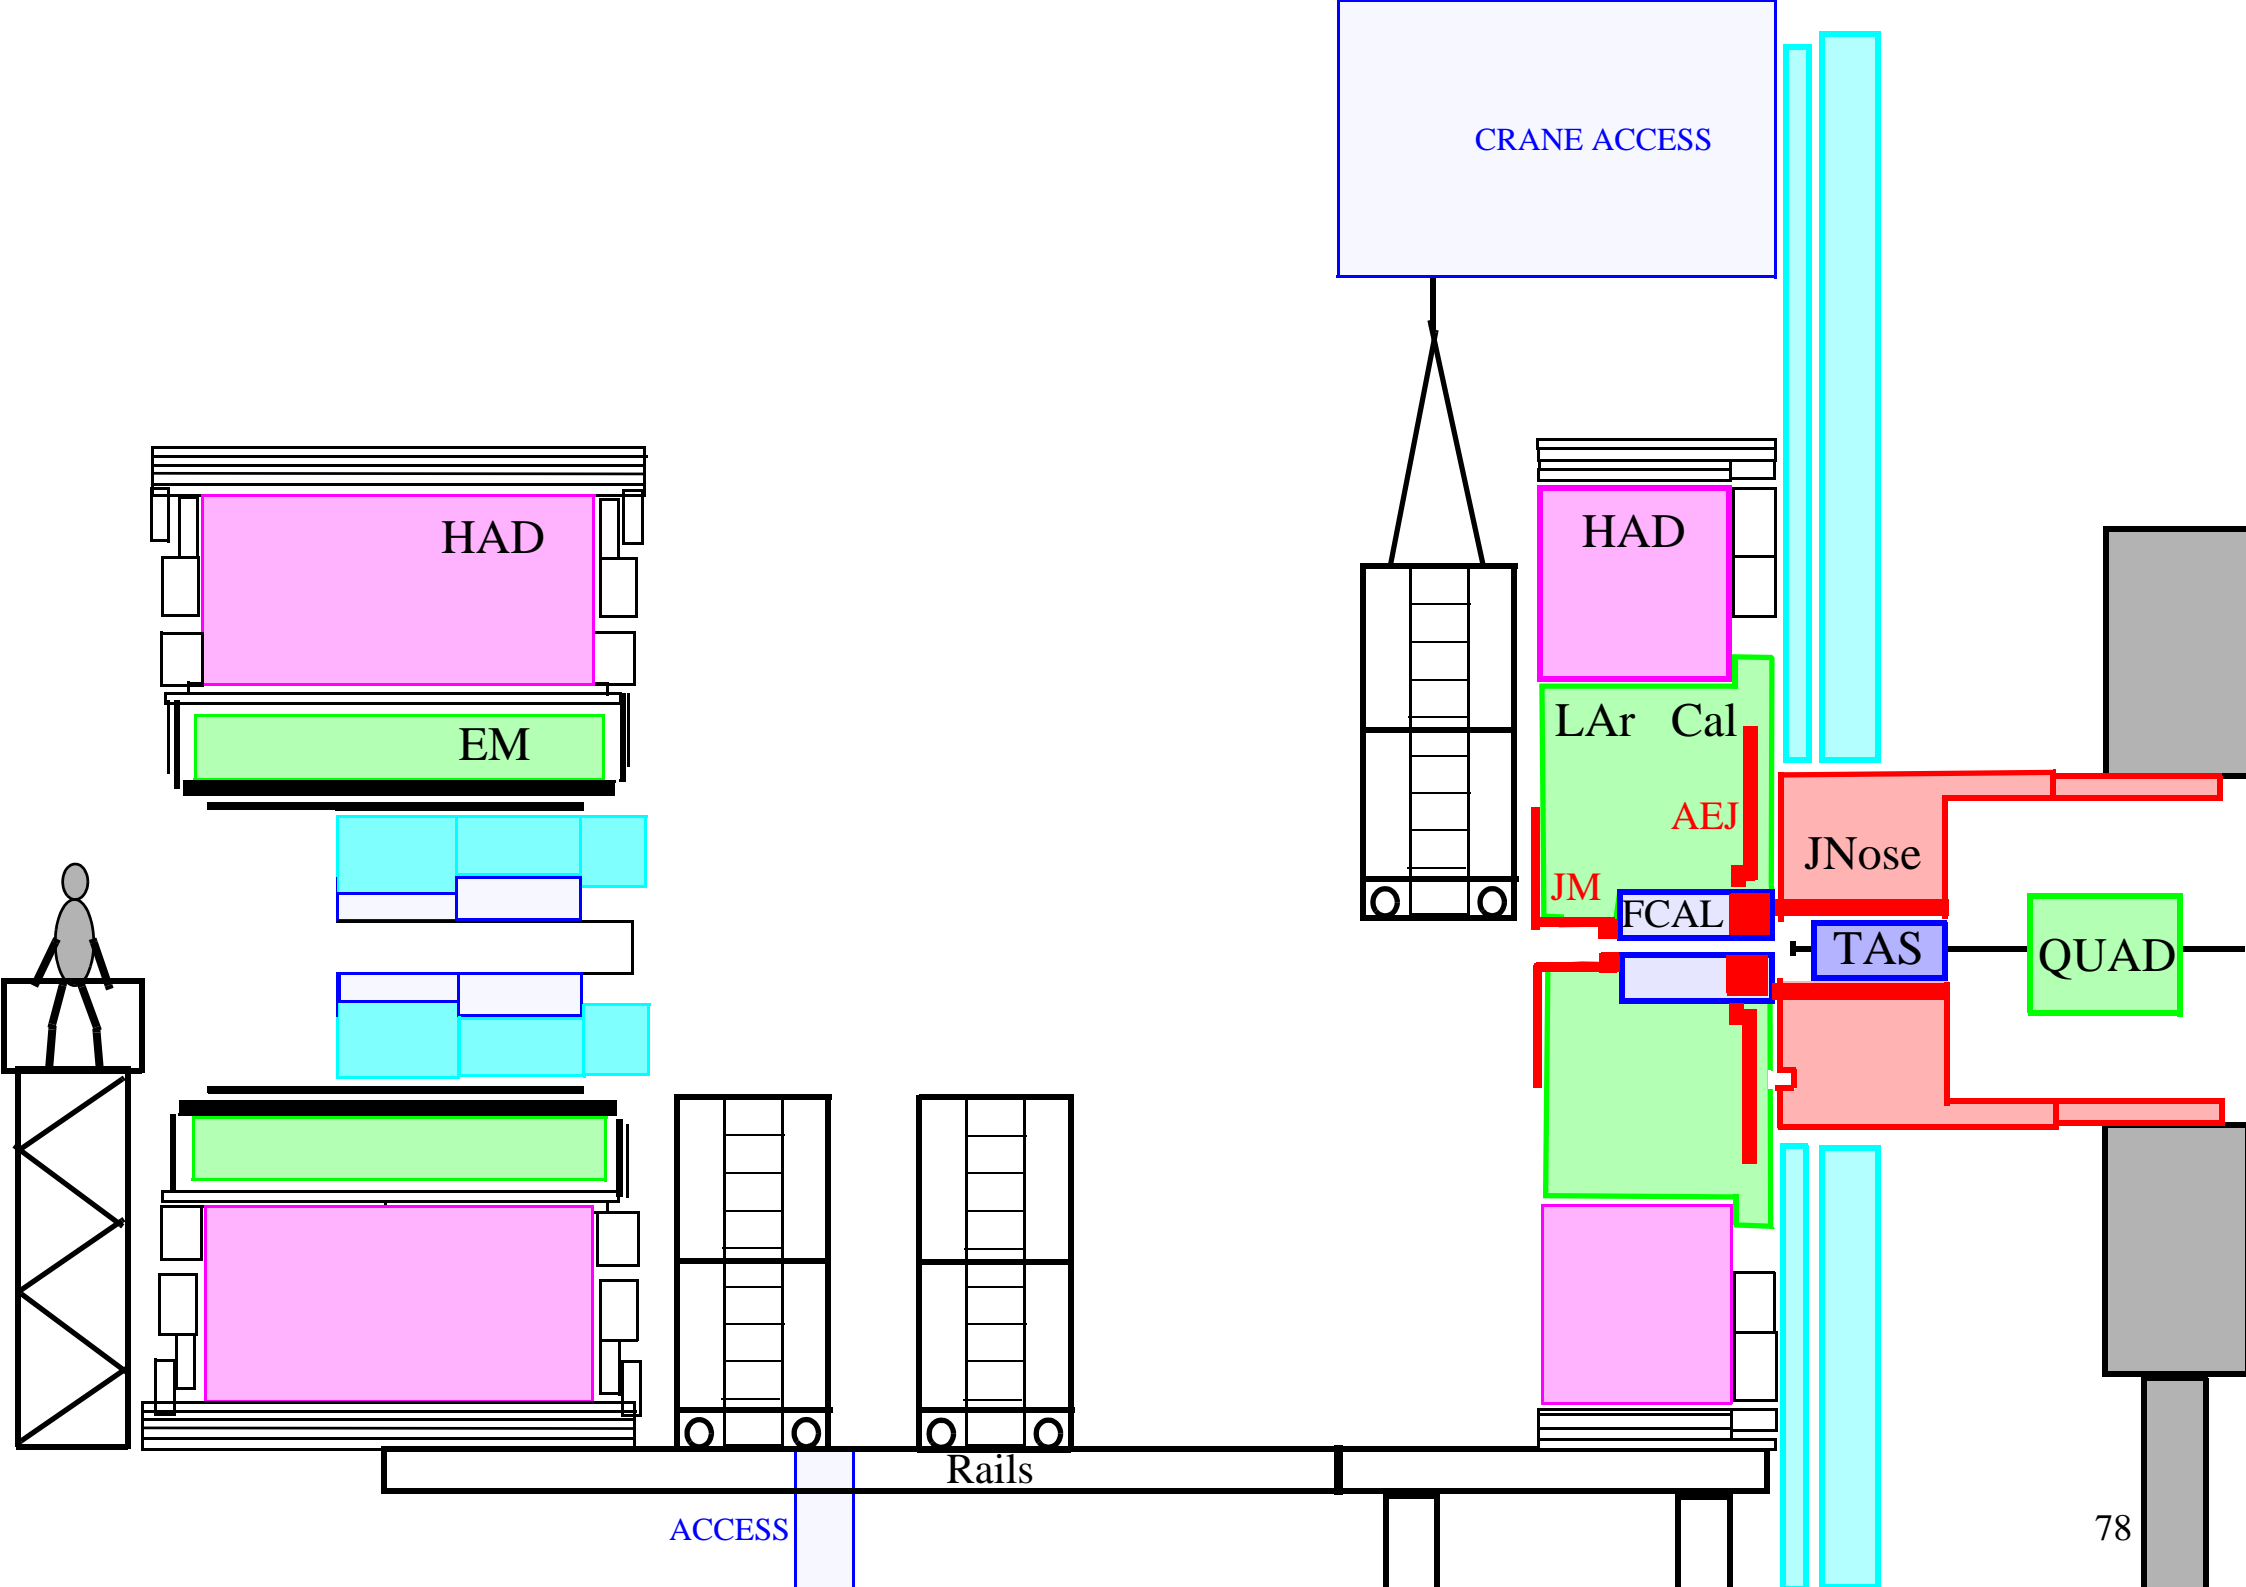 CRANE ACCESS
HAD
HAD
LAr Cal
EM
AEJ
JNose
JM
FCAL
TAS
QUAD
Rails
ACCESS
78